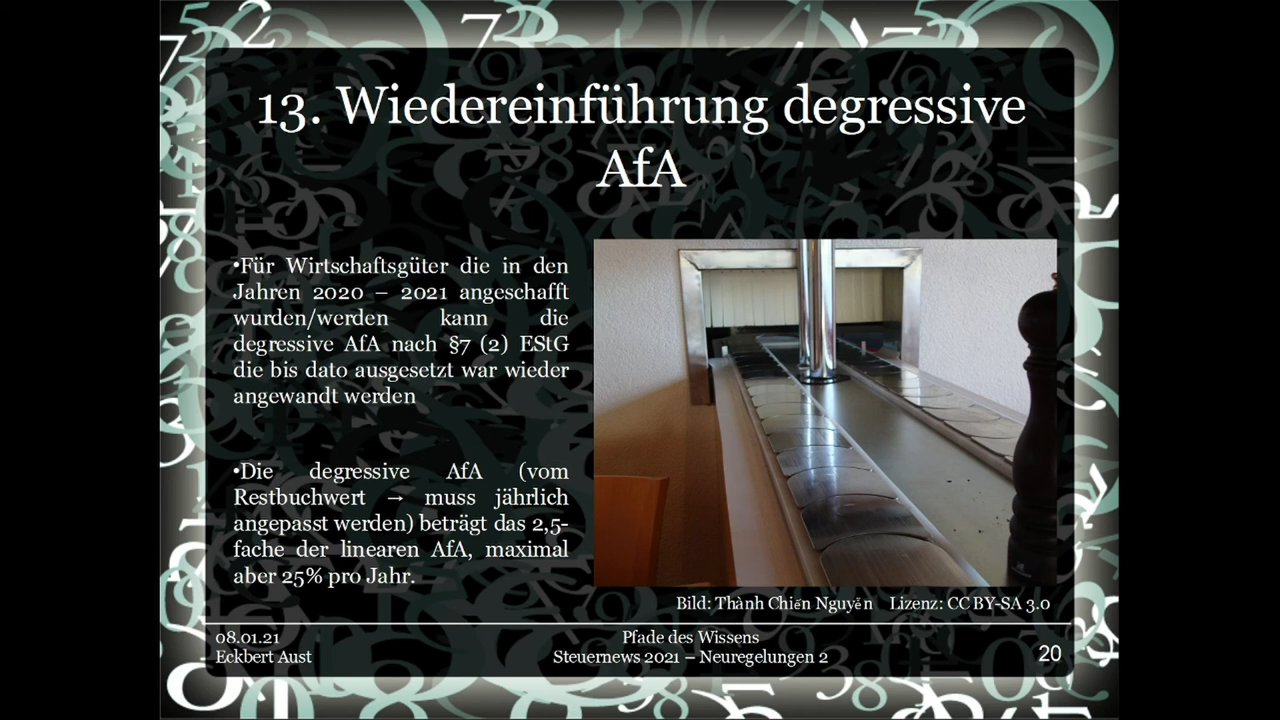 13. Wiedereinführung degressive
AfA
•Für Wirtschaftsgüter die in den
Jahren 2020 – 2021 angeschafft
wurden/werden kann die
degressive AfA nach §7 (2) EStG
die bis dato ausgesetzt war wieder
angewandt werden
•Die degressive AfA (vom
Restbuchwert → muss jährlich
angepasst werden) beträgt das 2,5-
fache der linearen AfA, maximal
aber 25% pro Jahr.
Bild: Thành Chiến Nguyễn Lizenz: CC BY-SA 3.0
08.01.21
Eckbert Aust
Pfade des Wissens
Steuernews 2021 – Neuregelungen 2
20